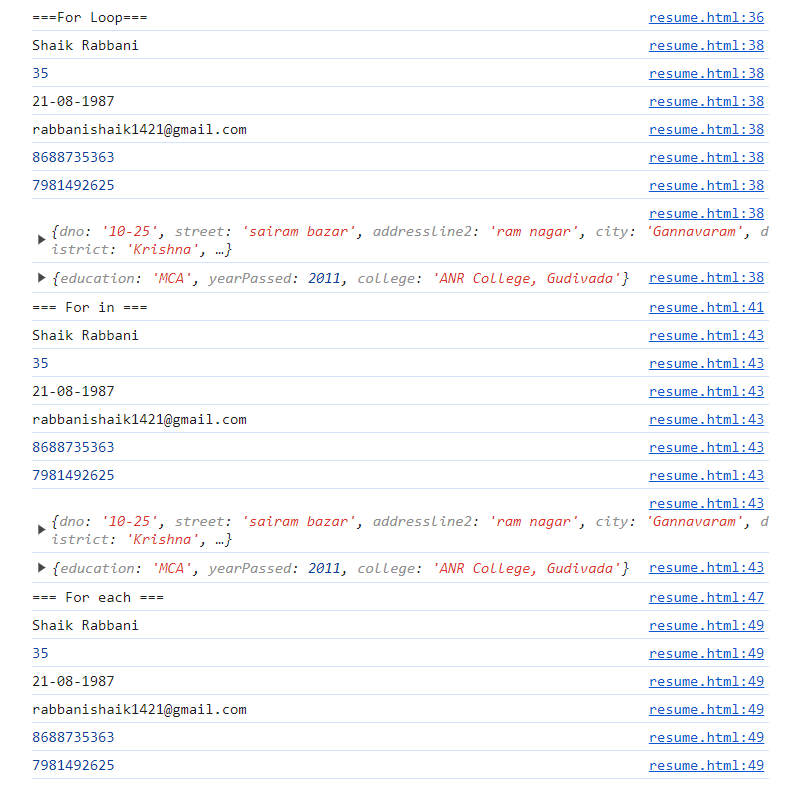 ===For Loop=== resume.html:36
Shaik Rabbani resume.html:38
35 resume.html:38
21-08-1987 resume.html:38
rabbanishaik1421@gmail.com resume.html:38
8688735363 resume.html:38
7981492625 resume.html:38
resume.html:38
{dno: '10-25', street: 'sairam bazar', addressline2: 'ram nagar', city: 'Gannavaram', d
istrict: 'Krishna', …}
{education: 'MCA', yearPassed: 2011, college: 'ANR College, Gudivada'} resume.html:38
=== For in === resume.html:41
Shaik Rabbani resume.html:43
35 resume.html:43
21-08-1987 resume.html:43
rabbanishaik1421@gmail.com resume.html:43
8688735363 resume.html:43
7981492625 resume.html:43
resume.html:43
{dno: '10-25', street: 'sairam bazar', addressline2: 'ram nagar', city: 'Gannavaram', d
istrict: 'Krishna', …}
{education: 'MCA', yearPassed: 2011, college: 'ANR College, Gudivada'} resume.html:43
=== For each === resume.html:47
Shaik Rabbani resume.html:49
35 resume.html:49
21-08-1987 resume.html:49
rabbanishaik1421@gmail.com resume.html:49
8688735363 resume.html:49
7981492625 resume.html:49